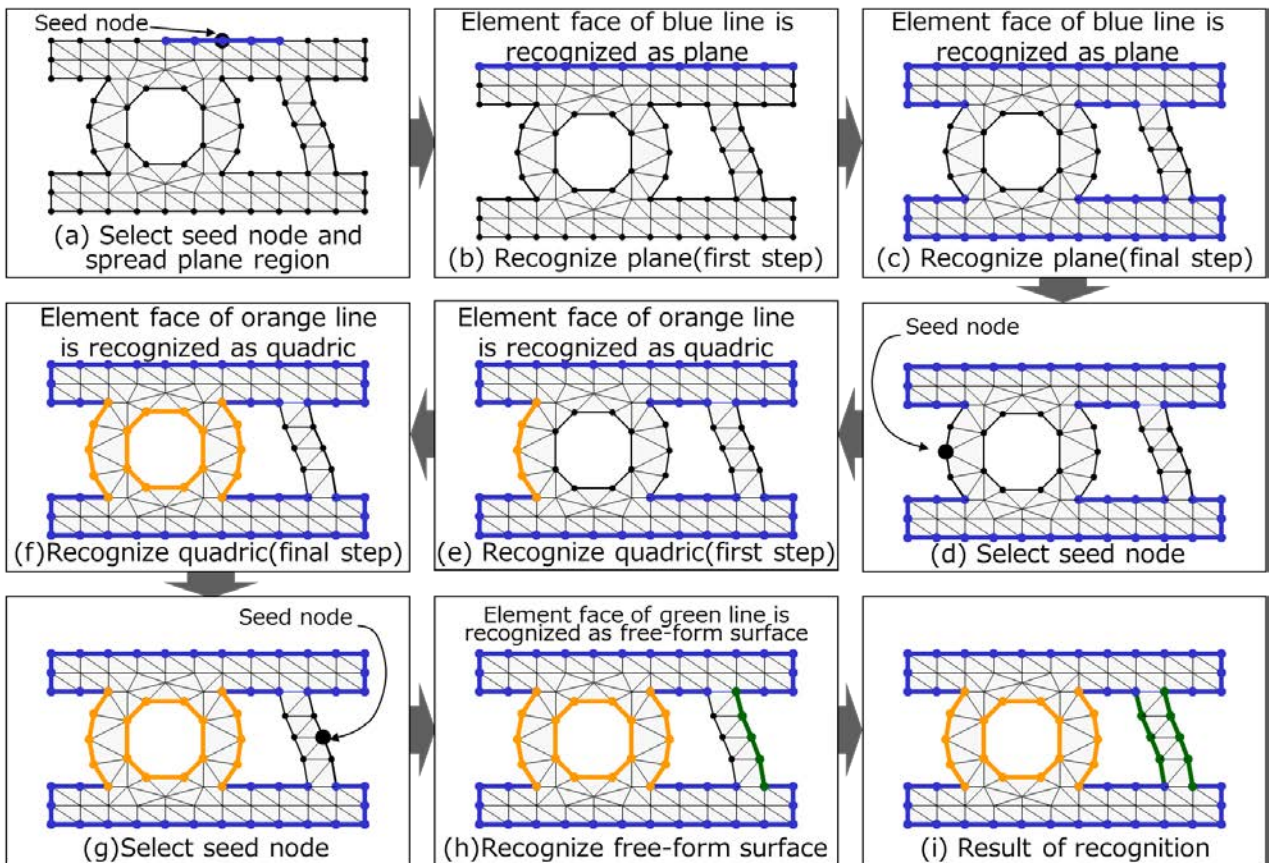 Seed node
(a) Select seed node and
spread plane region
Element face of blue line is
recognized as plane
(b) Recognize plane(first step)
Element face of blue line is
recognized as plane
(c) Recognize plane(final step)
Seed node
(d) Select seed node
Element face of orange line
is recognized as quadric
(e) Recognize quadric(first step)
Element face of orange line
is recognized as quadric
(f)Recognize quadric(final step)
Seed node
(g)Select seed node
Element face of green line is
recognized as free-form surface
(h)Recognize free-form surface
(i) Result of recognition